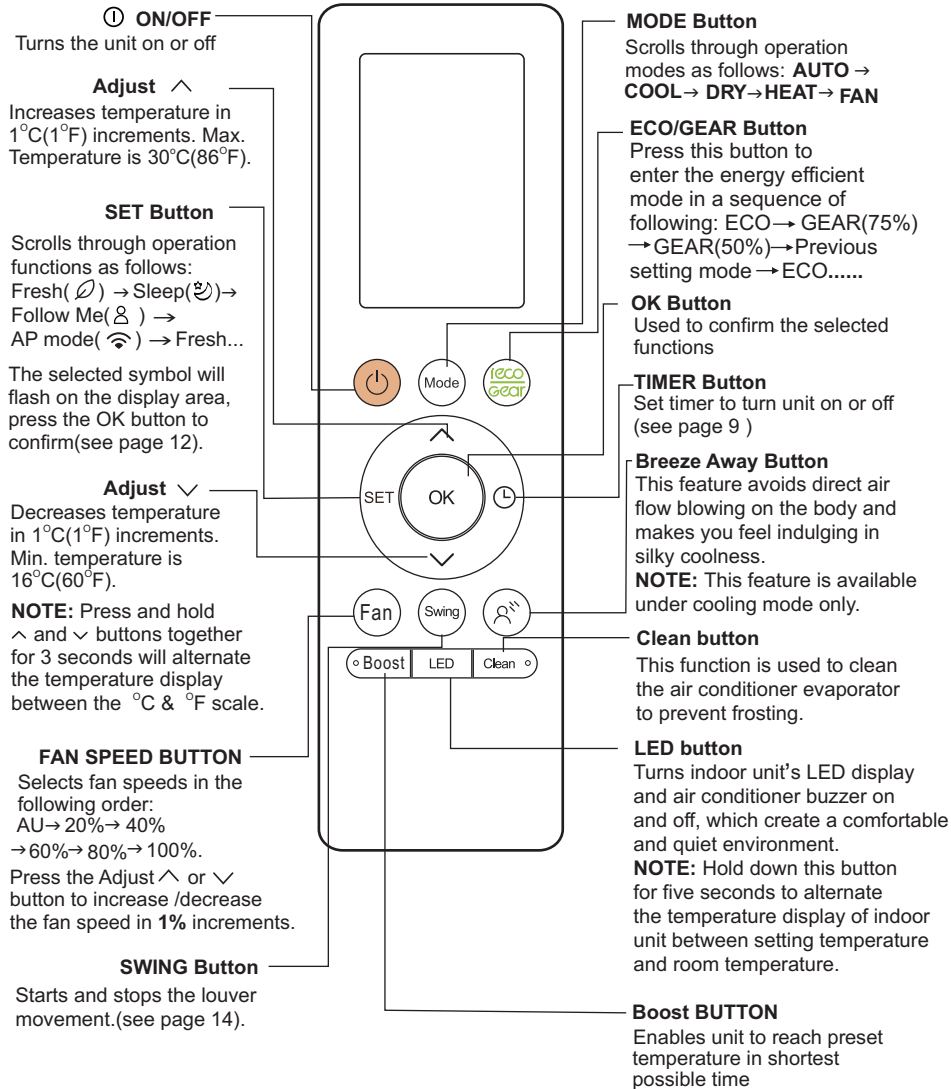 ON/OFF
Turns the unit on or off
Adjust
Increases temperature in
1°C(1°F) increments. Max.
Temperature is 30°C(86°F).
SET Button
Scrolls through operation
functions as follows:
Fresh( ) →Sleep( )→
Follow Me( ) →
AP mode( ) →Fresh...
The selected symbol will
flash on the display area,
press the OK button to
confirm(see page 12).
Adjust
Decreases temperature
in 1°C(1°F) increments.
Min. temperature is
16°C(60°F).
NOTE: Press and hold
∧ and ∨ buttons together
for 3 seconds will alternate
the temperature display
between the °C & °F scale.
FAN SPEED BUTTON
Selects fan speeds in the
following order:
AU→ 20%→ 40%
→60%→80%→100%.
Press the Adjust ∧ or ∨
button to increase /decrease
the fan speed in 1% increments.
SWING Button
Starts and stops the louver
movement.(see page 14).
Mode
eco
Gear
SET
OK
Fan
Swing
Boost
LED
Clean
MODE Button
Scrolls through operation
modes as follows: AUTO →
COOL→ DRY→HEAT→ FAN
ECO/GEAR Button
Press this button to
enter the energy efficient
mode in a sequence of
following: ECO→ GEAR(75%)
→GEAR(50%)→Previous
setting mode →ECO......
OK Button
Used to confirm the selected
functions
TIMER Button
Set timer to turn unit on or off
(see page 9 )
Breeze Away Button
This feature avoids direct air
flow blowing on the body and
makes you feel indulging in
silky coolness.
NOTE: This feature is available
under cooling mode only.
Clean button
This function is used to clean
the air conditioner evaporator
to prevent frosting.
LED button
Turns indoor unit's LED display
and air conditioner buzzer on
and off, which create a comfortable
and quiet environment.
NOTE: Hold down this button
for five seconds to alternate
the temperature display of indoor
unit between setting temperature
and room temperature.
Boost BUTTON
Enables unit to reach preset
temperature in shortest
possible time